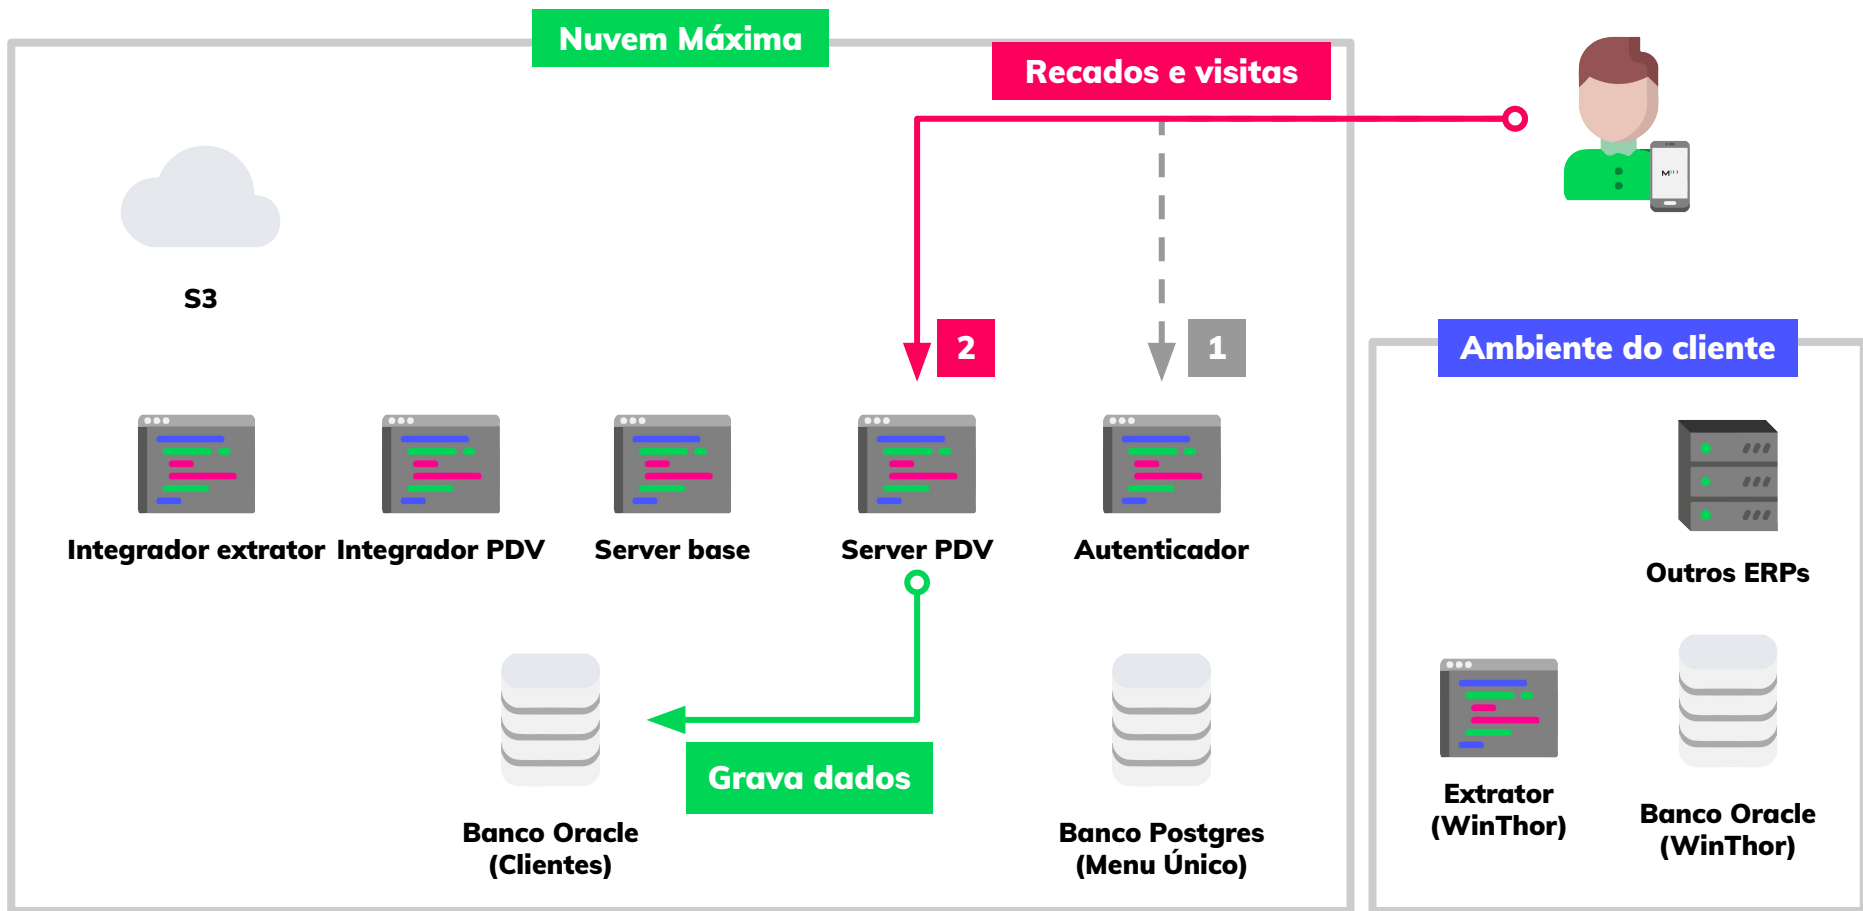 Nuvem Máxima
Recados e visitas
S3
2
1
Ambiente do cliente
Integrador extrator
Integrador PDV
Server base
Server PDV
Autenticador
Outros ERPs
Grava dados
Banco Oracle
(Clientes)
Banco Postgres
(Menu Único)
Extrator
(WinThor)
Banco Oracle
(WinThor)